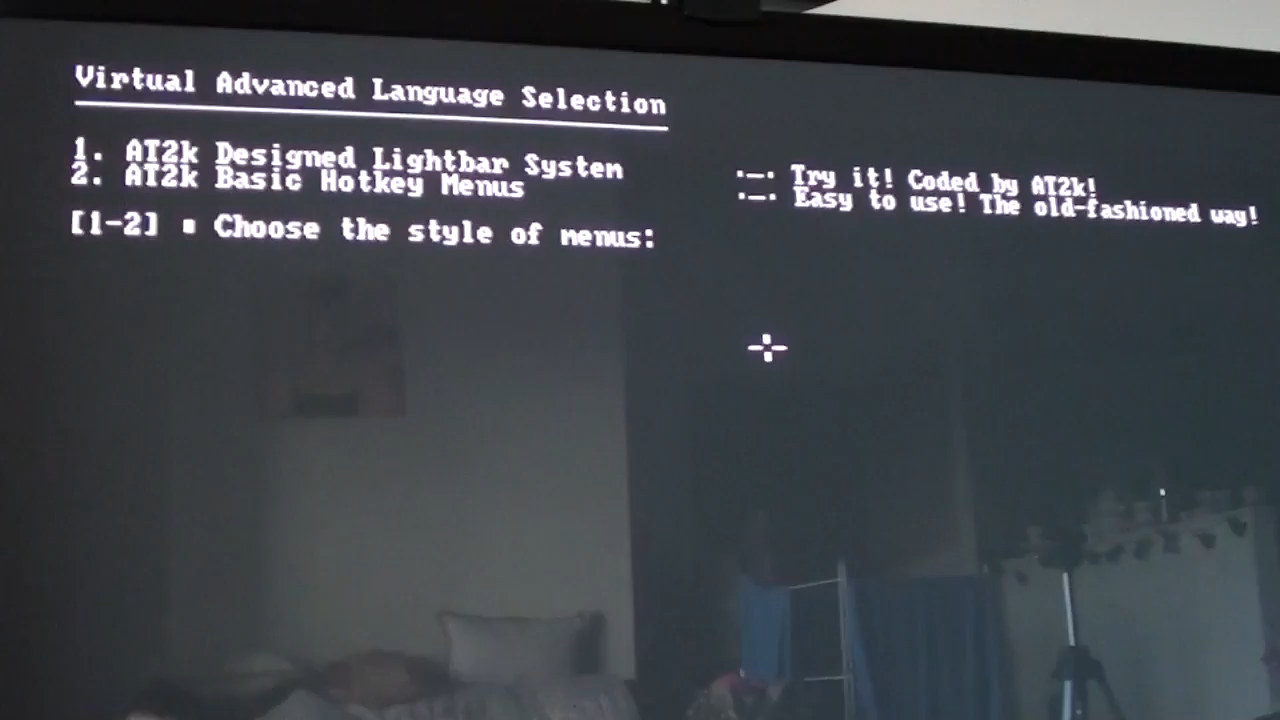 Virtual Advanced Language Selection
1. AT2k Designed Lightbar System :-: Try it! Coded by AT2k!
2. AT2k Basic Hotkey Menus :-: Easy to use! The old-fashioned way!
[1-2] ▪ Choose the style of menus: